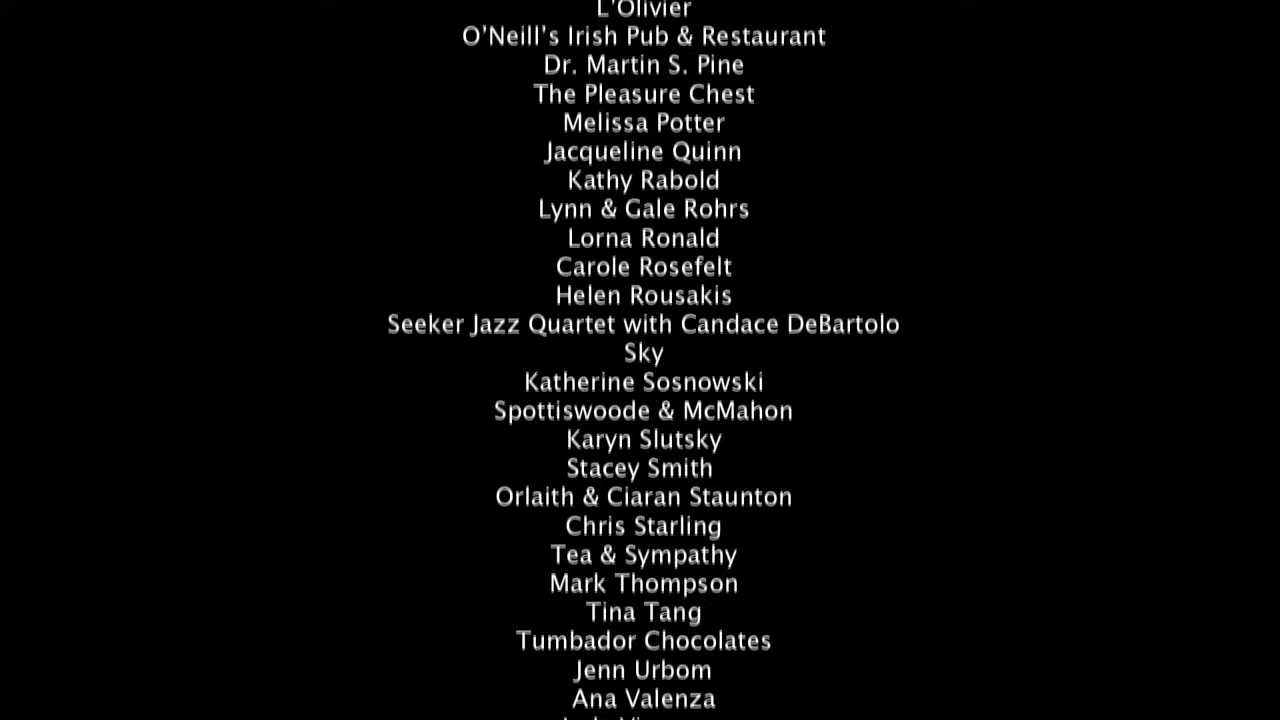 L'Olivier
O'Neill's Irish Pub & Restaurant
Dr. Martin S. Pine
The Pleasure Chest
Melissa Potter
Jacqueline Quinn
Kathy Rabold
Lynn & Gale Rohrs
Lorna Ronald
Carole Rosefelt
Helen Rousakis
Seeker Jazz Quartet with Candace DeBartolo
Sky
Katherine Sosnowski
Spottiswoode & McMahon
Karyn Slutsky
Stacey Smith
Orlaith & Ciaran Staunton
Chris Starling
Tea & Sympathy
Mark Thompson
Tina Tang
Tumbador Chocolates
Jenn Urbom
Ana Valenza